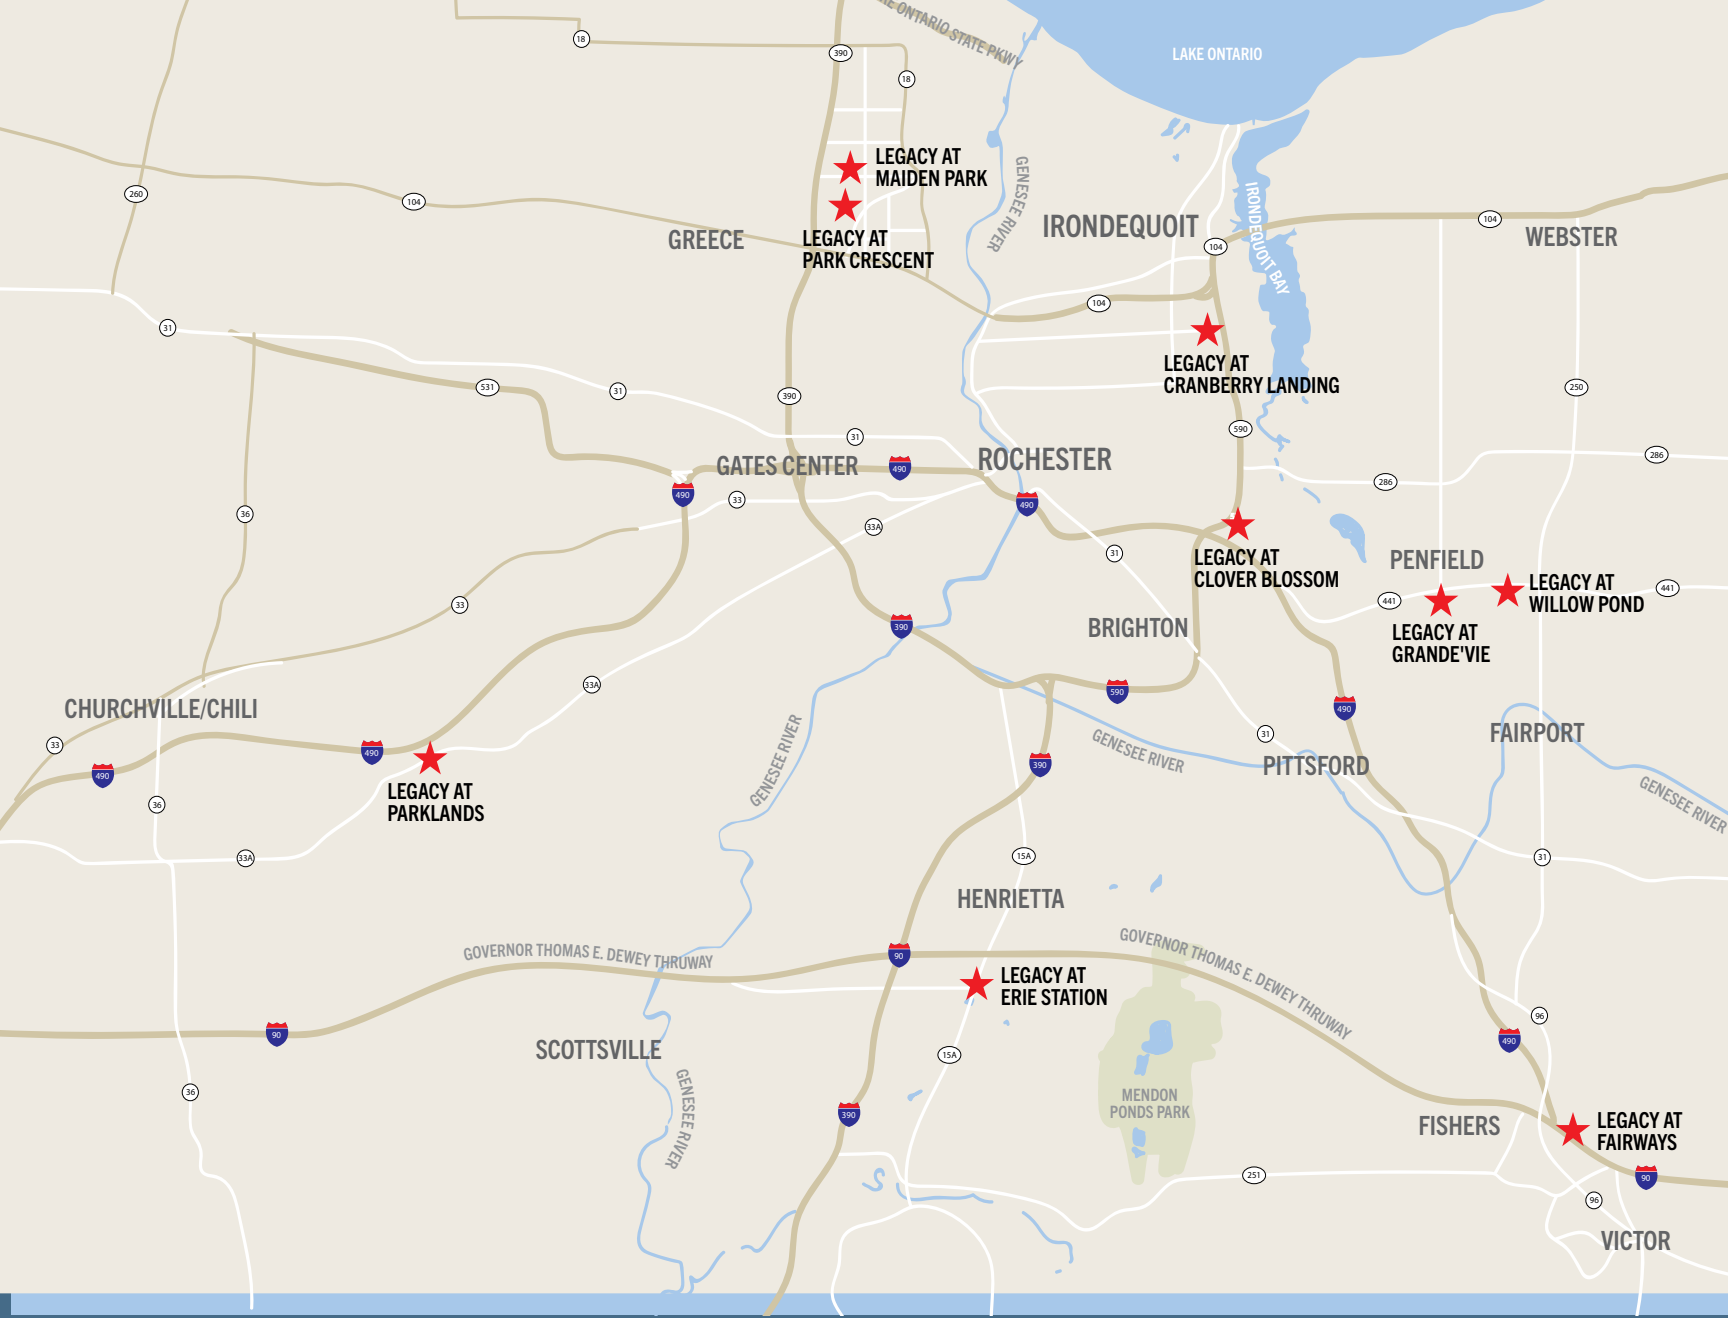 ONTARIO STATE PKWY
LAKE ONTARIO
18
390
18
LEGACY AT
MAIDEN PARK
GENESEE RIVER
IRONDEQUOIT BAY
260
104
GREECE
LEGACY AT
PARK CRESCENT
IRONDEQUOIT
104
104
WEBSTER
31
104
LEGACY AT
CRANBERRY LANDING
531
31
390
250
31
590
GATES CENTER
490
ROCHESTER
286
286
490
33
490
36
33A
31
LEGACY AT
CLOVER BLOSSOM
PENFIELD
441
LEGACY AT
WILLOW POND
441
33
390
BRIGHTON
LEGACY AT
GRANDE'VIE
33A
590
CHURCHVILLE/CHILI
490
33
490
490
GENESEE RIVER
390
GENESEE RIVER
31
PITTSFORD
FAIRPORT
GENESEE RIVER
LEGACY AT
PARKLANDS
36
33A
15A
31
HENRIETTA
GOVERNOR THOMAS E. DEWEY THRUWAY
90
GOVERNOR THOMAS E. DEWEY THRUWAY
LEGACY AT
ERIE STATION
90
96
490
SCOTTSVILLE
15A
36
GENESEE RIVER
390
MENDON
PONDS PARK
FISHERS
LEGACY AT
FAIRWAYS
251
90
96
VICTOR